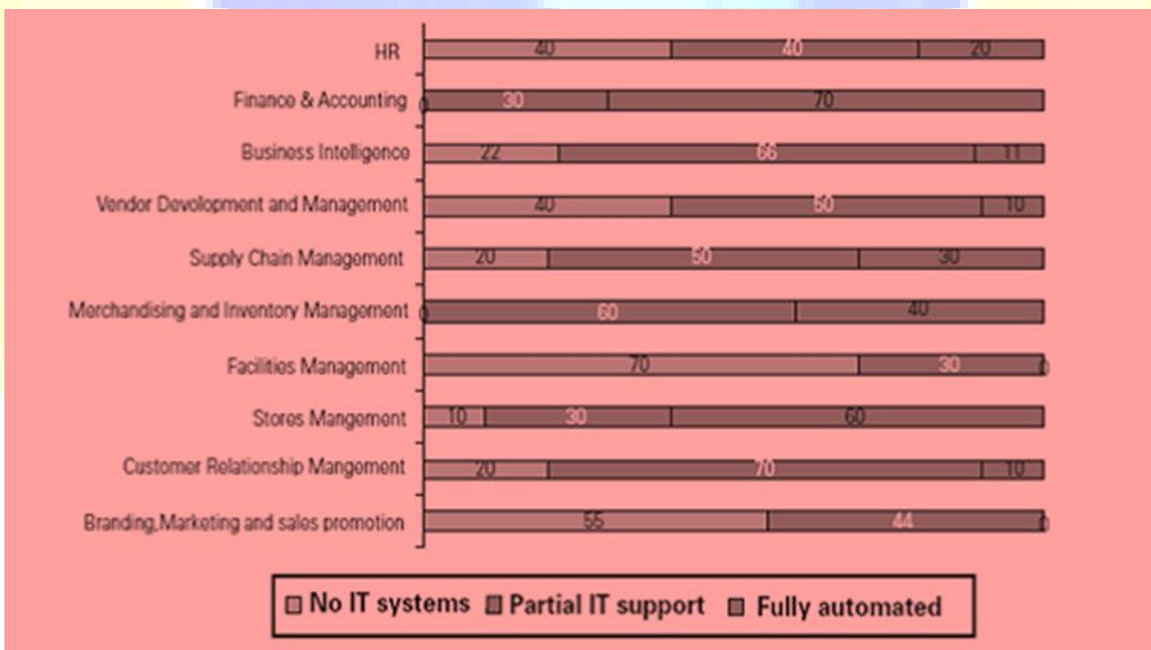 HR 40 40 20
Finance & Accounting 0 30 70
Business Intelligence 22 66 11
Vendor Devolopment and Management 40 50 10
Supply Chain Management 20 50 30
Merchandising and Inventory Management 0 60 40
Facilities Management 70 30 0
Stores Mangement 10 30 60
Customer Relationship Mangement 20 70 10
Branding,Marketing and sales promotion 55 44 0
No IT systems Partial IT support Fully automated